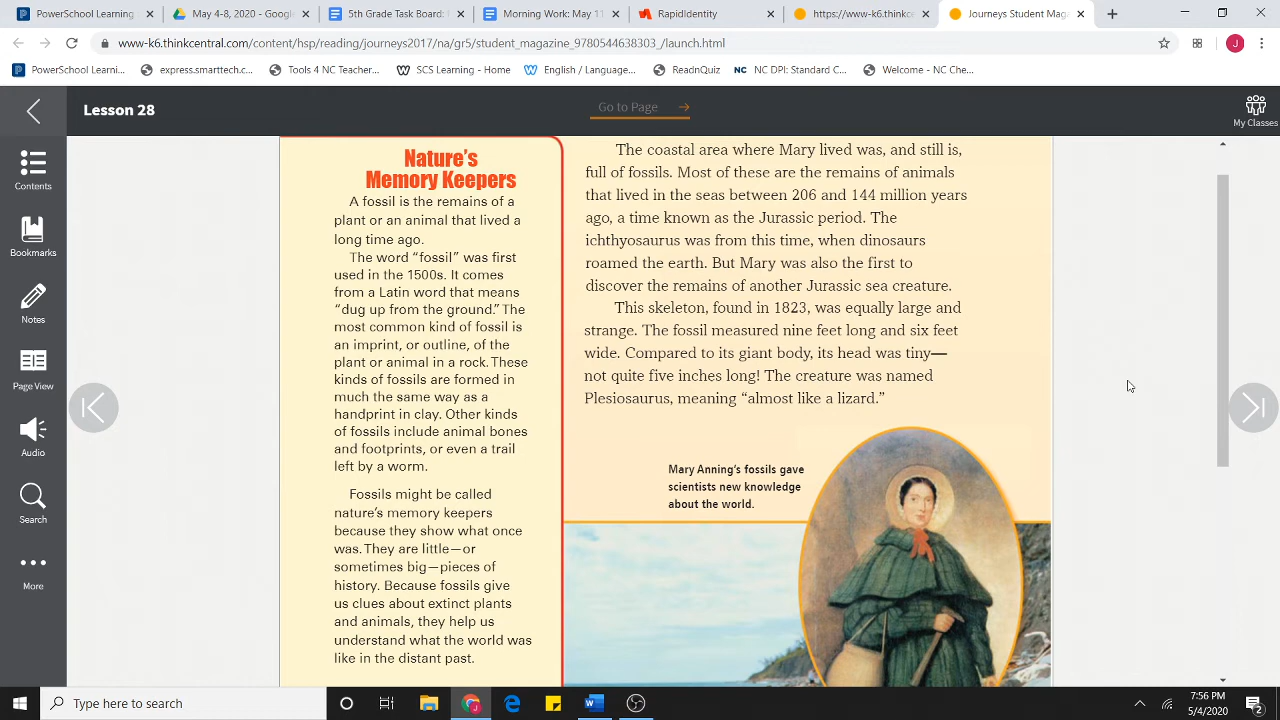 PowerSchool Learning
May 4-8, 2020 - Googl
5th Grade Task Board:
Morning Work: May 11
RapidIdentity
https://www-k6.thinkce
Journeys Student Mag
www-k6.thinkcentral.com/content/hsp/reading/journeys2017/na/gr5/student_magazine_9780544638303_/launch.html
J
PowerSchool Learni...
express.smarttech.c...
Tools 4 NC Teacher...
SCS Learning - Home
English / Language...
ReadnQuiz
NC DPI: Standard C...
Welcome - NC Che...
Lesson 28
Go to Page
My Classes
Contents
Bookmarks
Notes
Page View
Audio
Search
More
Nature's
Memory Keepers
A fossil is the remains of a
plant or an animal that lived a
long time ago.
The word “fossil” was first
used in the 1500s. It comes
from a Latin word that means
“dug up from the ground.” The
most common kind of fossil is
an imprint, or outline, of the
plant or animal in a rock. These
kinds of fossils are formed in
much the same way as a
handprint in clay. Other kinds
of fossils include animal bones
and footprints, or even a trail
left by a worm.
Fossils might be called
nature's memory keepers
because they show what once
was. They are little—or
sometimes big—pieces of
history. Because fossils give
us clues about extinct plants
and animals, they help us
understand what the world was
like in the distant past.
The coastal area where Mary lived was, and still is,
full of fossils. Most of these are the remains of animals
that lived in the seas between 206 and 144 million years
ago, a time known as the Jurassic period. The
ichthyosaurus was from this time, when dinosaurs
roamed the earth. But Mary was also the first to
discover the remains of another Jurassic sea creature.
This skeleton, found in 1823, was equally large and
strange. The fossil measured nine feet long and six feet
wide. Compared to its giant body, its head was tiny—
not quite five inches long! The creature was named
Plesiosaurus, meaning “almost like a lizard.”
Mary Anning's fossils gave
scientists new knowledge
about the world.
Type here to search
7:56 PM
5/4/2020
2